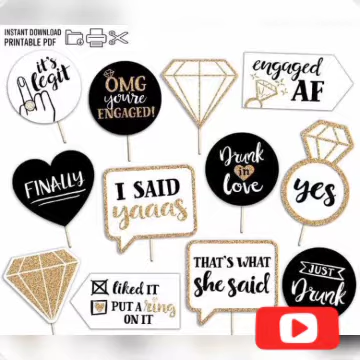 INSTANT DOWNLOAD
PRINTABLE PDF
it's
legit
OMG
you're
ENGAGED!
engaged
AF
FINALLY
I SAID
yaaas
Drunk
in
Love
yes
liked IT
PUT A ring
ON IT
THAT'S WHAT
she said
JUST
Drunk